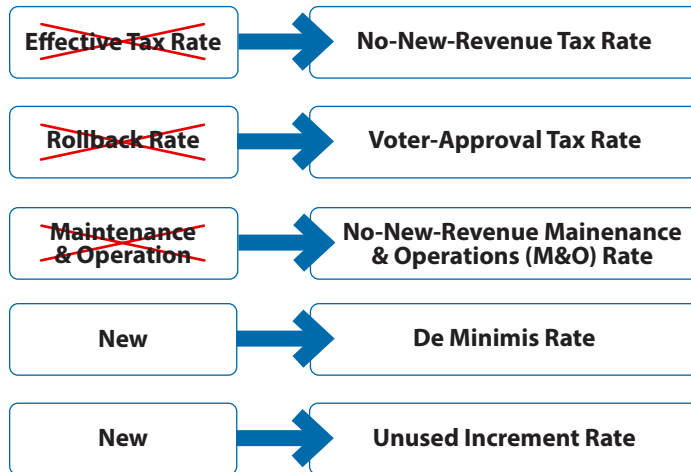 Effective Tax Rate
No-New-Revenue Tax Rate
Rollback Rate
Voter-Approval Tax Rate
Maintenance
& Operation
No-New-Revenue Mainenance
& Operations (M&O) Rate
New
De Minimis Rate
New
Unused Increment Rate